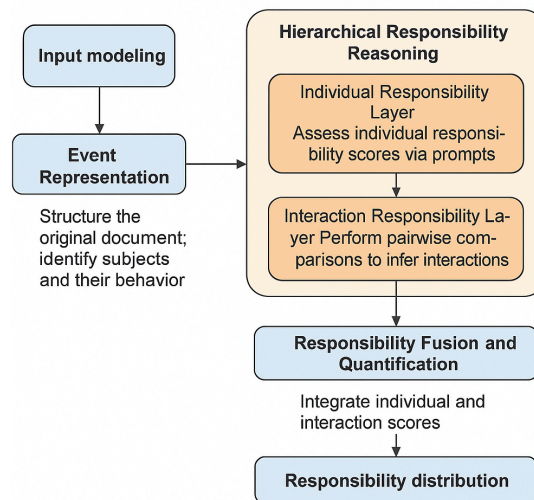 Input modeling
Event
Representation
Structure the
original document;
identify subjects
and their behavior
Hierarchical Responsibility
Reasoning
Individual Responsibility
Layer
Assess individual responsi-
bility scores via prompts
Interaction Responsibility La-
yer Perform pairwise com-
parisons to infer interactions
Responsibility Fusion and
Quantification
Integrate individual and
interaction scores
Responsibility distribution